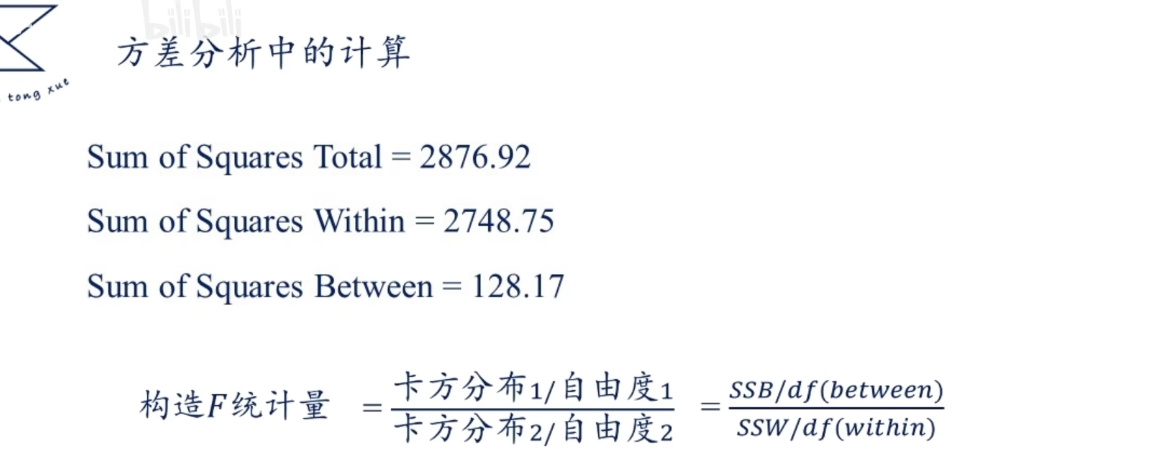 bilibili
方差分析中的计算
tong xue
Sum of Squares Total = 2876.92
Sum of Squares Within = 2748.75
Sum of Squares Between = 128.17
构造F统计量 = 卡方分布1/自由度1 / 卡方分布2/自由度2 = SSB/df(between) / SSW/df(within)